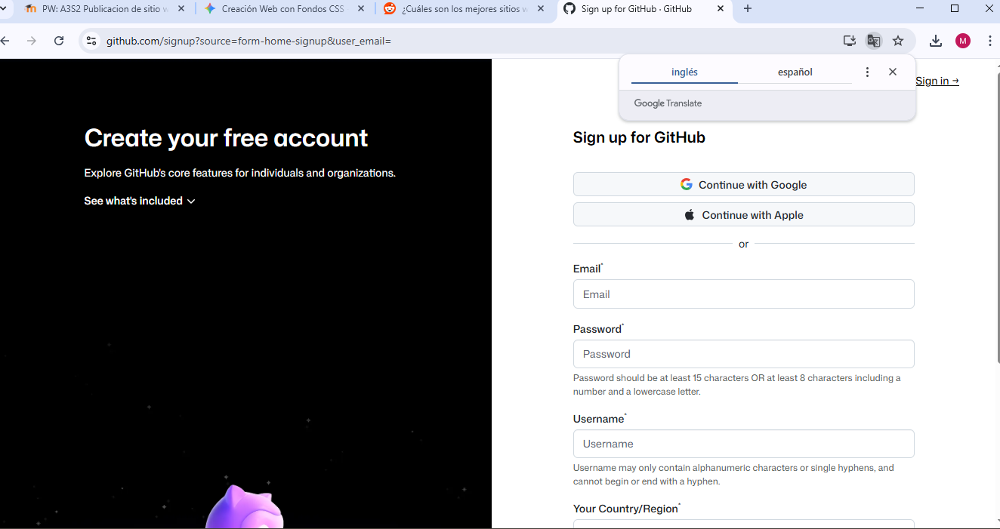 PW: A3S2 Publicacion de sitio
Creación Web con Fondos CSS
¿Cuáles son los mejores sitios
Sign up for GitHub · GitHub
github.com/signup?source=form-home-signup&user_email=
M
inglés
español
Google Translate
Sign in →
Create your free account
Explore GitHub's core features for individuals and organizations.
See what's included
Sign up for GitHub
Continue with Google
Continue with Apple
or
Email*
Email
Password*
Password
Password should be at least 15 characters OR at least 8 characters including a
number and a lowercase letter.
Username*
Username
Username may only contain alphanumeric characters or single hyphens, and
cannot begin or end with a hyphen.
Your Country/Region*